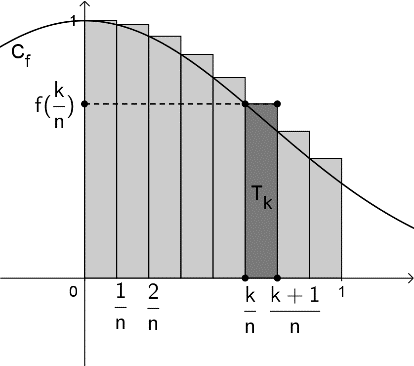 1
C_f
f(k/n)
T_k
0
1/n
2/n
k/n
k + 1/n
1